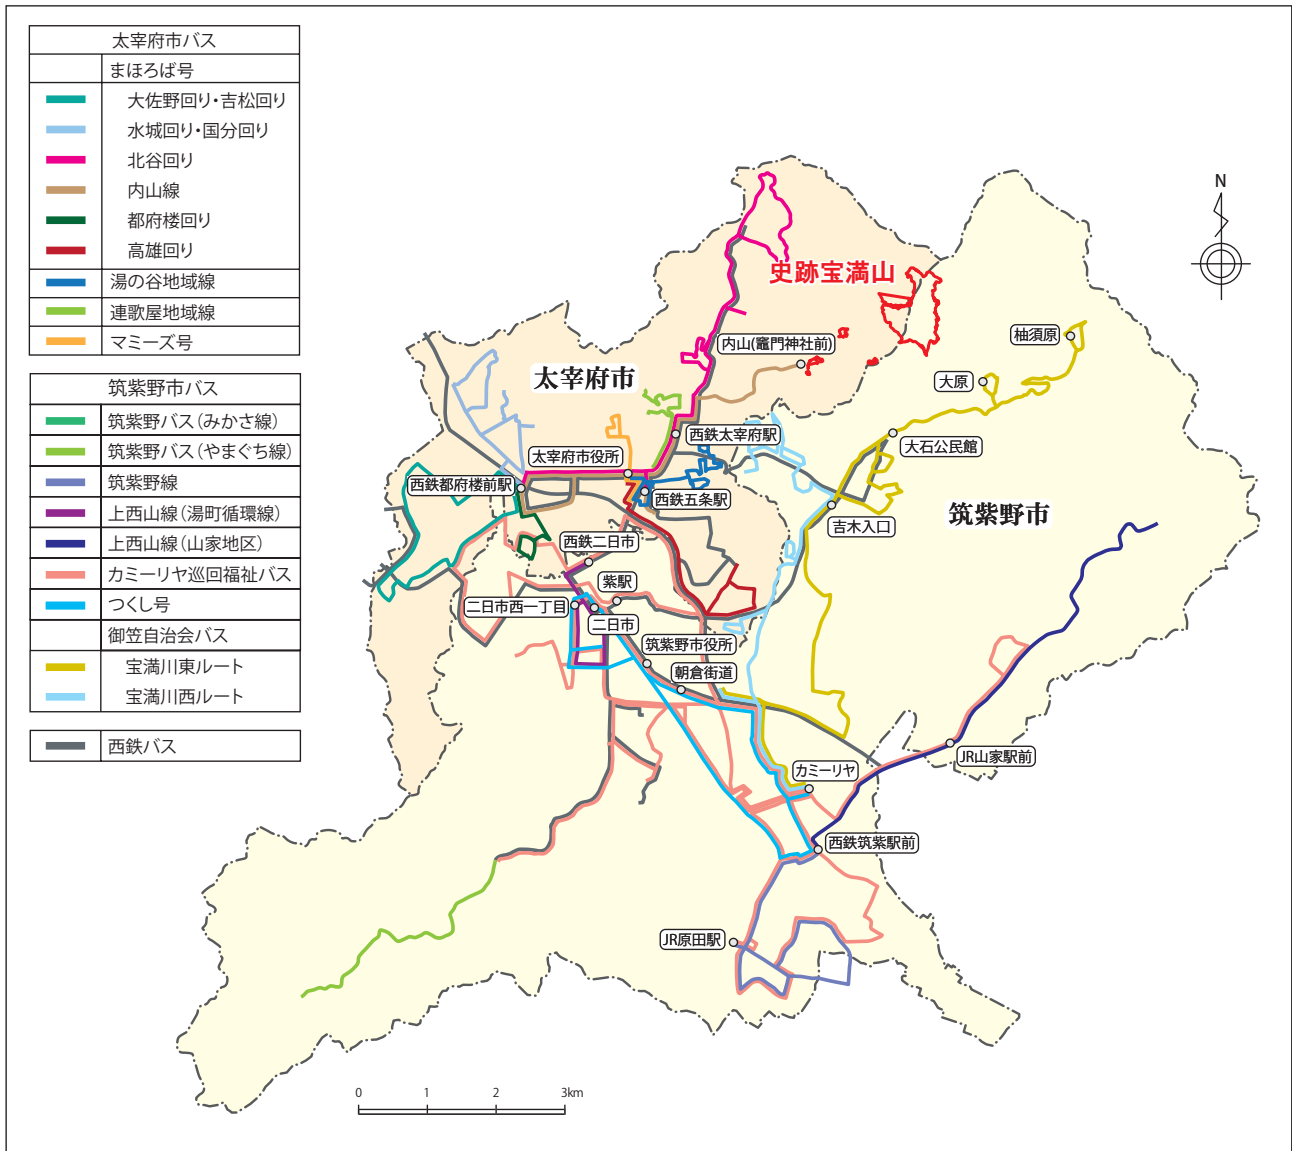 太宰府市バス
まほろば号
大佐野回り・吉松回り
水城回り・国分回り
北谷回り
内山線
都府楼回り
高雄回り
湯の谷地域線
連歌屋地域線
マミーズ号
筑紫野市バス
筑紫野バス（みかさ線）
筑紫野バス（やまぐち線）
筑紫野線
上西山線（湯町循環線）
上西山線（山家地区）
カミーリヤ巡回福祉バス
つくし号
御笠自治会バス
宝満川東ルート
宝満川西ルート
西鉄バス
N
史跡宝満山
柚須原
内山(竈門神社前)
太宰府市
大原
西鉄太宰府駅
大石公民館
太宰府市役所
西鉄都府楼前駅
西鉄五条駅
吉木入口
筑紫野市
西鉄二日市
紫駅
二日市西一丁目
二日市
筑紫野市役所
朝倉街道
JR山家駅前
カミーリヤ
西鉄筑紫駅前
JR原田駅
0 1 2 3km